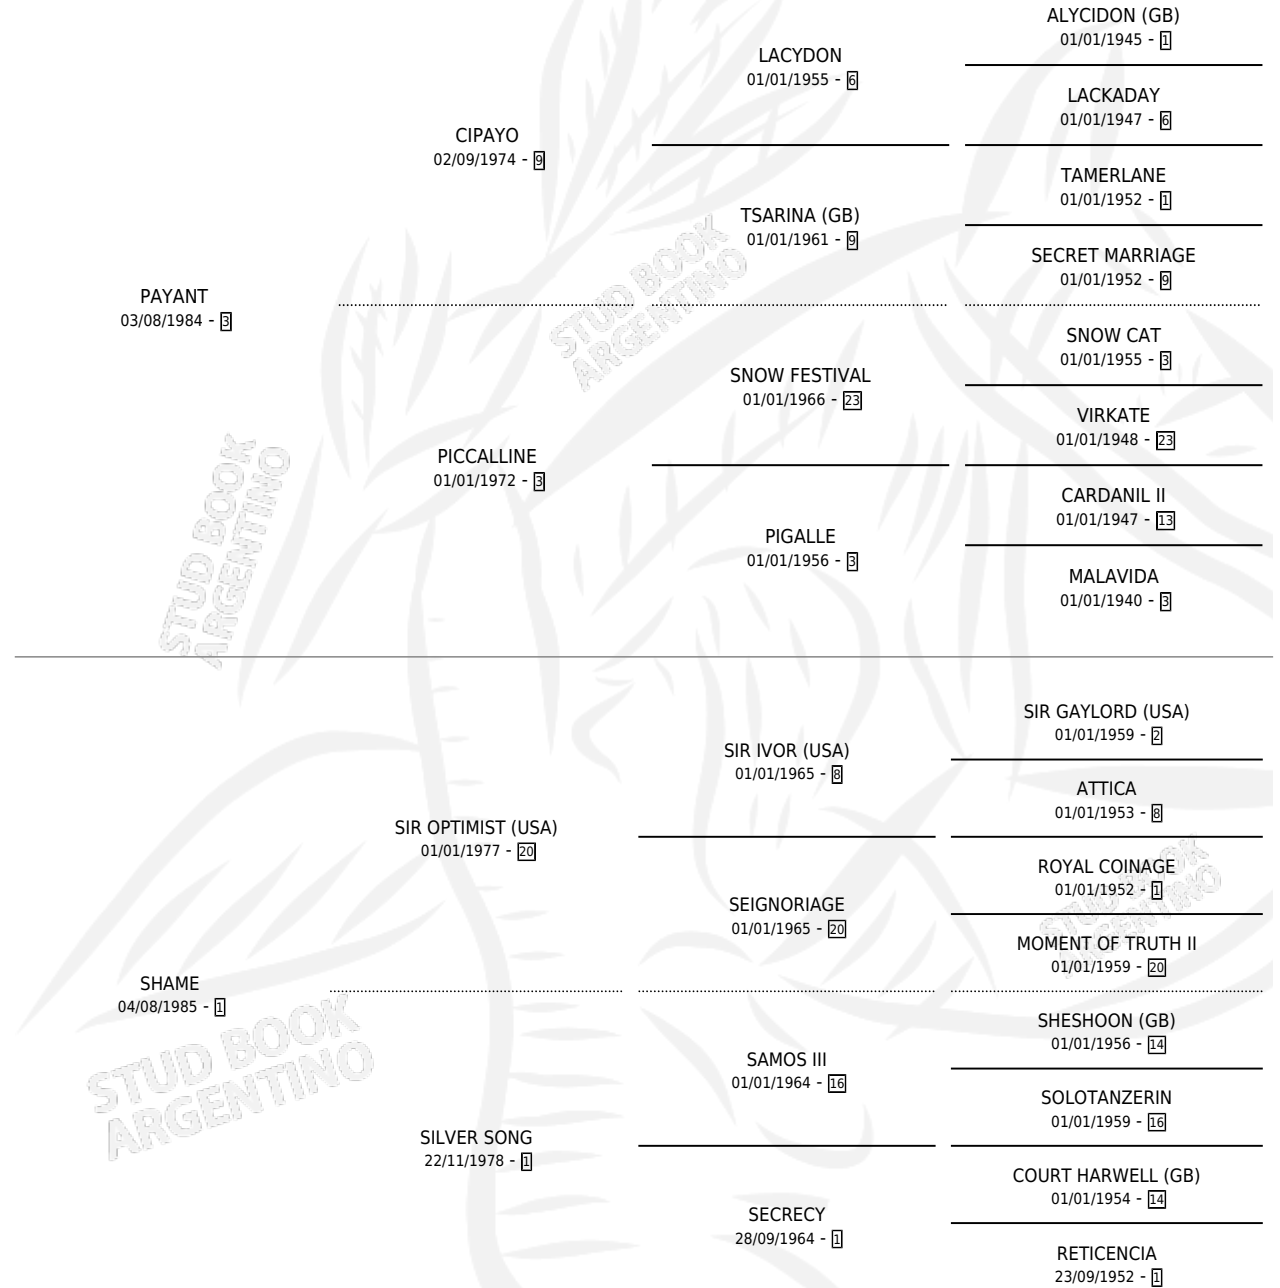 ALYCIDON (GB)
01/01/1945 - 1
LACYDON
01/01/1955 - 6
LACKADAY
01/01/1947 - 6
CIPAYO
02/09/1974 - 9
TAMERLANE
01/01/1952 - 1
TSARINA (GB)
01/01/1961 - 9
SECRET MARRIAGE
01/01/1952 - 9
STUD BOOK
ARGENTINO
PAYANT
03/08/1984 - 3
SNOW CAT
01/01/1955 - 3
SNOW FESTIVAL
01/01/1966 - 23
VIRKATE
01/01/1948 - 23
PICCALLINE
01/01/1972 - 3
CARDANIL II
01/01/1947 - 13
PIGALLE
01/01/1956 - 3
MALAVIDA
01/01/1940 - 3
STUD BOOK
ARGENTINO
SIR GAYLORD (USA)
01/01/1959 - 2
SIR IVOR (USA)
01/01/1965 - 8
ATTICA
01/01/1953 - 8
SIR OPTIMIST (USA)
01/01/1977 - 20
ROYAL COINAGE
01/01/1952 - 1
SEIGNORIAGE
01/01/1965 - 20
MOMENT OF TRUTH II
01/01/1959 - 20
STUD BOOK
ARGENTINO
SHAME
04/08/1985 - 1
SHESHOON (GB)
01/01/1956 - 14
SAMOS III
01/01/1964 - 16
SOLOTANZERIN
01/01/1959 - 16
STUD BOOK
ARGENTINO
SILVER SONG
22/11/1978 - 1
COURT HARWELL (GB)
01/01/1954 - 14
SECRECY
28/09/1964 - 1
RETICENCIA
23/09/1952 - 1